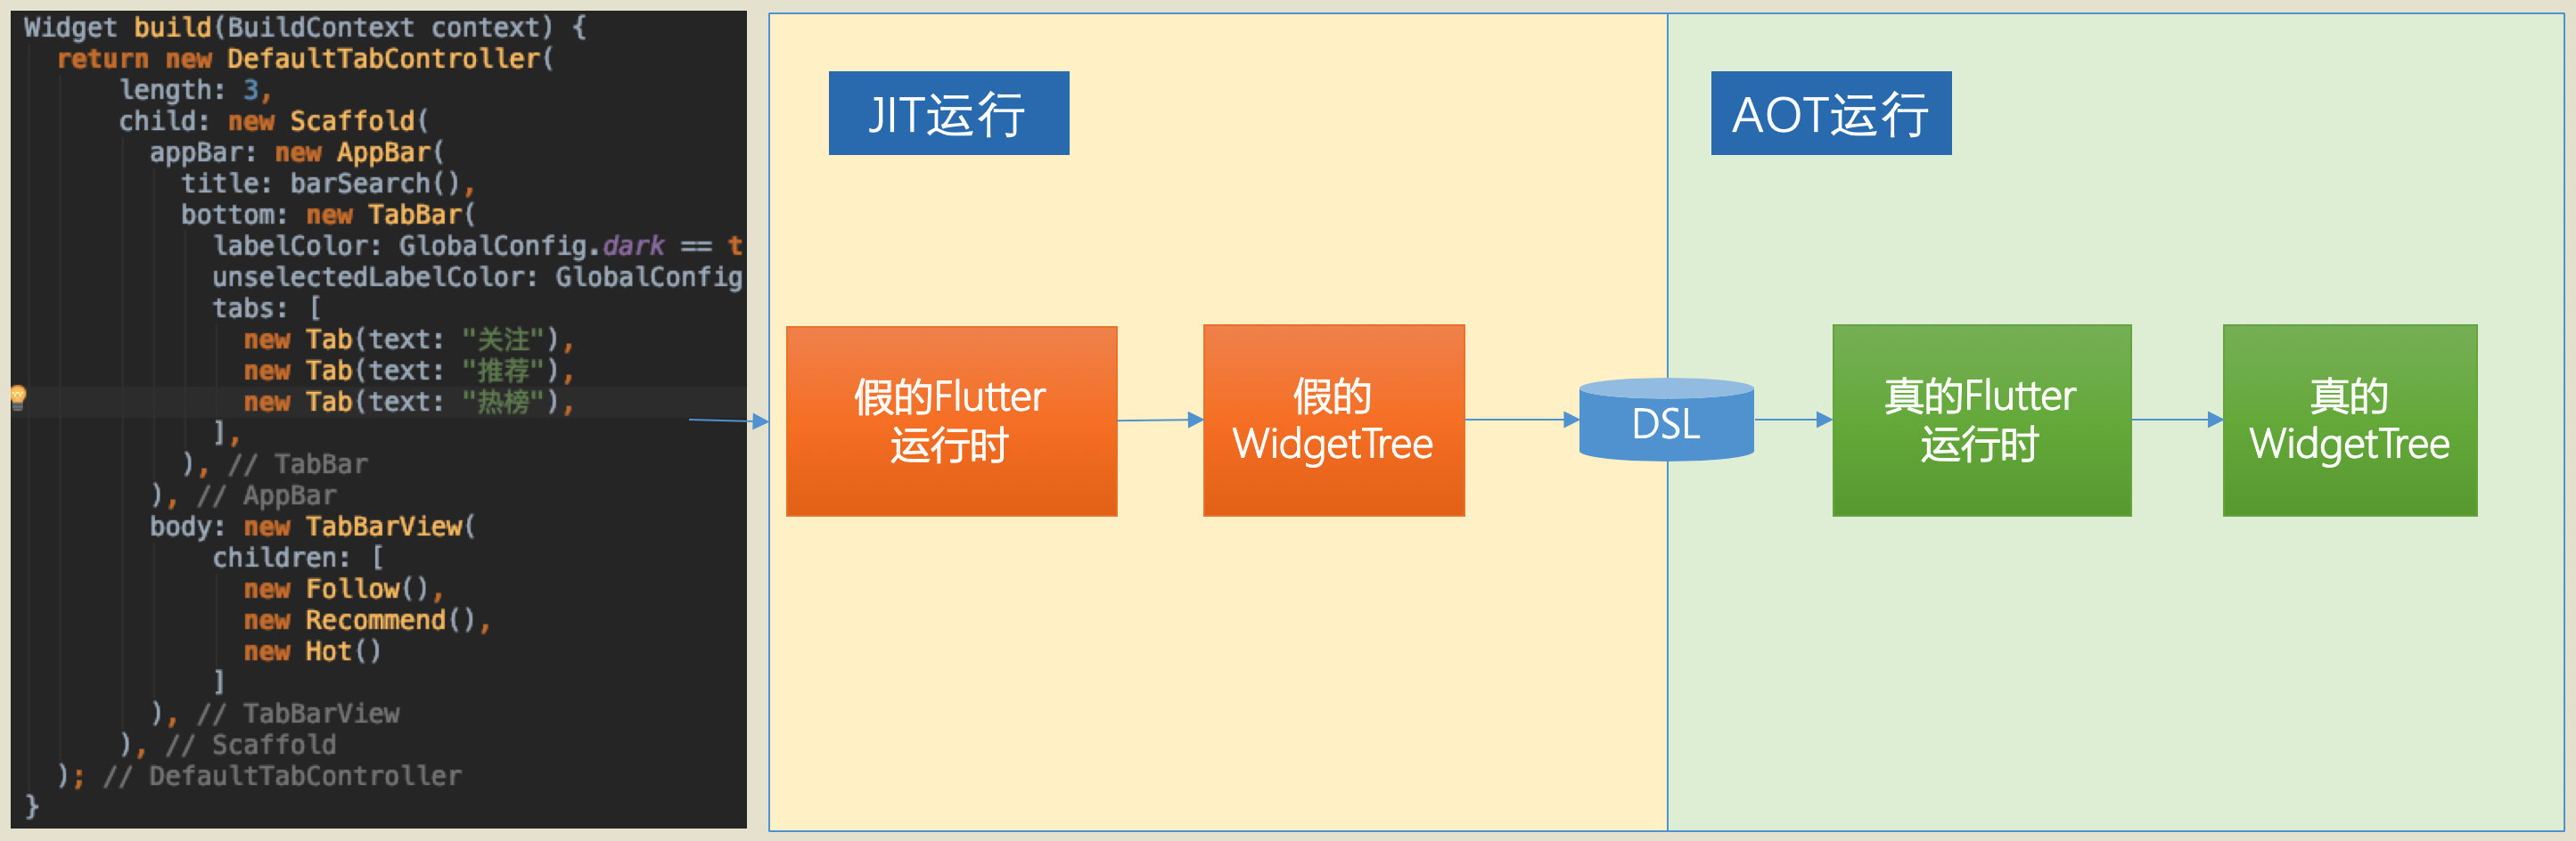 Widget build(BuildContext context) {
  return new DefaultTabController(
      length: 3,
      child: new Scaffold(
        appBar: new AppBar(
          title: barSearch(),
          bottom: new TabBar(
            labelColor: GlobalConfig.dark == t
            unselectedLabelColor: GlobalConfig
            tabs: [
              new Tab(text: "关注"),
              new Tab(text: "推荐"),
              new Tab(text: "热榜"),
            ],
          ), // TabBar
        ), // AppBar
        body: new TabBarView(
            children: [
              new Follow(),
              new Recommend(),
              new Hot()
            ]
        ), // TabBarView
      ), // Scaffold
  ); // DefaultTabController
}
JIT运行
假的Flutter
运行时
假的
WidgetTree
DSL
AOT运行
真的Flutter
运行时
真的
WidgetTree